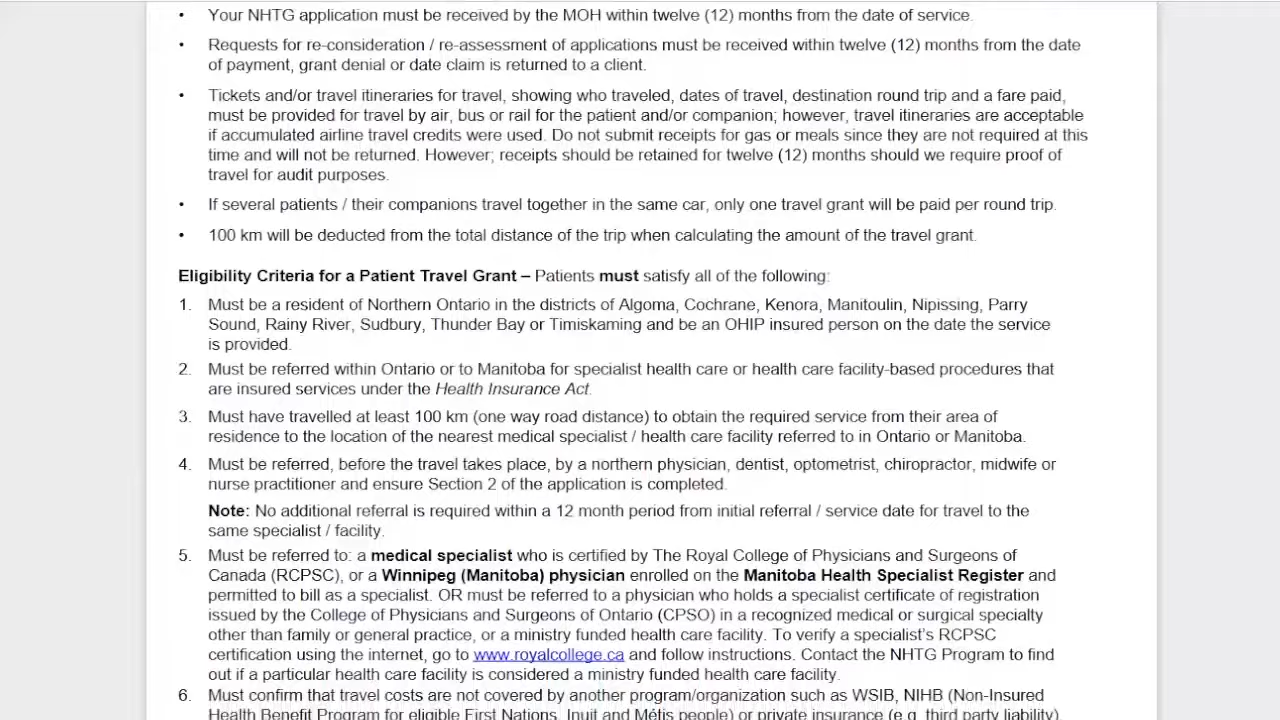 • Your NHTG application must be received by the MOH within twelve (12) months from the date of service.
• Requests for re-consideration / re-assessment of applications must be received within twelve (12) months from the date
of payment, grant denial or date claim is returned to a client.
• Tickets and/or travel itineraries for travel, showing who traveled, dates of travel, destination round trip and a fare paid,
must be provided for travel by air, bus or rail for the patient and/or companion; however, travel itineraries are acceptable
if accumulated airline travel credits were used. Do not submit receipts for gas or meals since they are not required at this
time and will not be returned. However; receipts should be retained for twelve (12) months should we require proof of
travel for audit purposes.
• If several patients / their companions travel together in the same car, only one travel grant will be paid per round trip.
• 100 km will be deducted from the total distance of the trip when calculating the amount of the travel grant.
Eligibility Criteria for a Patient Travel Grant – Patients must satisfy all of the following:
1. Must be a resident of Northern Ontario in the districts of Algoma, Cochrane, Kenora, Manitoulin, Nipissing, Parry
Sound, Rainy River, Sudbury, Thunder Bay or Timiskaming and be an OHIP insured person on the date the service
is provided.
2. Must be referred within Ontario or to Manitoba for specialist health care or health care facility-based procedures that
are insured services under the Health Insurance Act.
3. Must have travelled at least 100 km (one way road distance) to obtain the required service from their area of
residence to the location of the nearest medical specialist / health care facility referred to in Ontario or Manitoba.
4. Must be referred, before the travel takes place, by a northern physician, dentist, optometrist, chiropractor, midwife or
nurse practitioner and ensure Section 2 of the application is completed.
Note: No additional referral is required within a 12 month period from initial referral / service date for travel to the
same specialist / facility.
5. Must be referred to: a medical specialist who is certified by The Royal College of Physicians and Surgeons of
Canada (RCPSC), or a Winnipeg (Manitoba) physician enrolled on the Manitoba Health Specialist Register and
permitted to bill as a specialist. OR must be referred to a physician who holds a specialist certificate of registration
issued by the College of Physicians and Surgeons of Ontario (CPSO) in a recognized medical or surgical specialty
other than family or general practice, or a ministry funded health care facility. To verify a specialist's RCPSC
certification using the internet, go to www.royalcollege.ca and follow instructions. Contact the NHTG Program to find
out if a particular health care facility is considered a ministry funded health care facility.
6. Must confirm that travel costs are not covered by another program/organization such as WSIB, NIHB (Non-Insured
Health Benefit Program for eligible First Nations, Inuit and Métis people) or private insurance (e.g. third party liability).